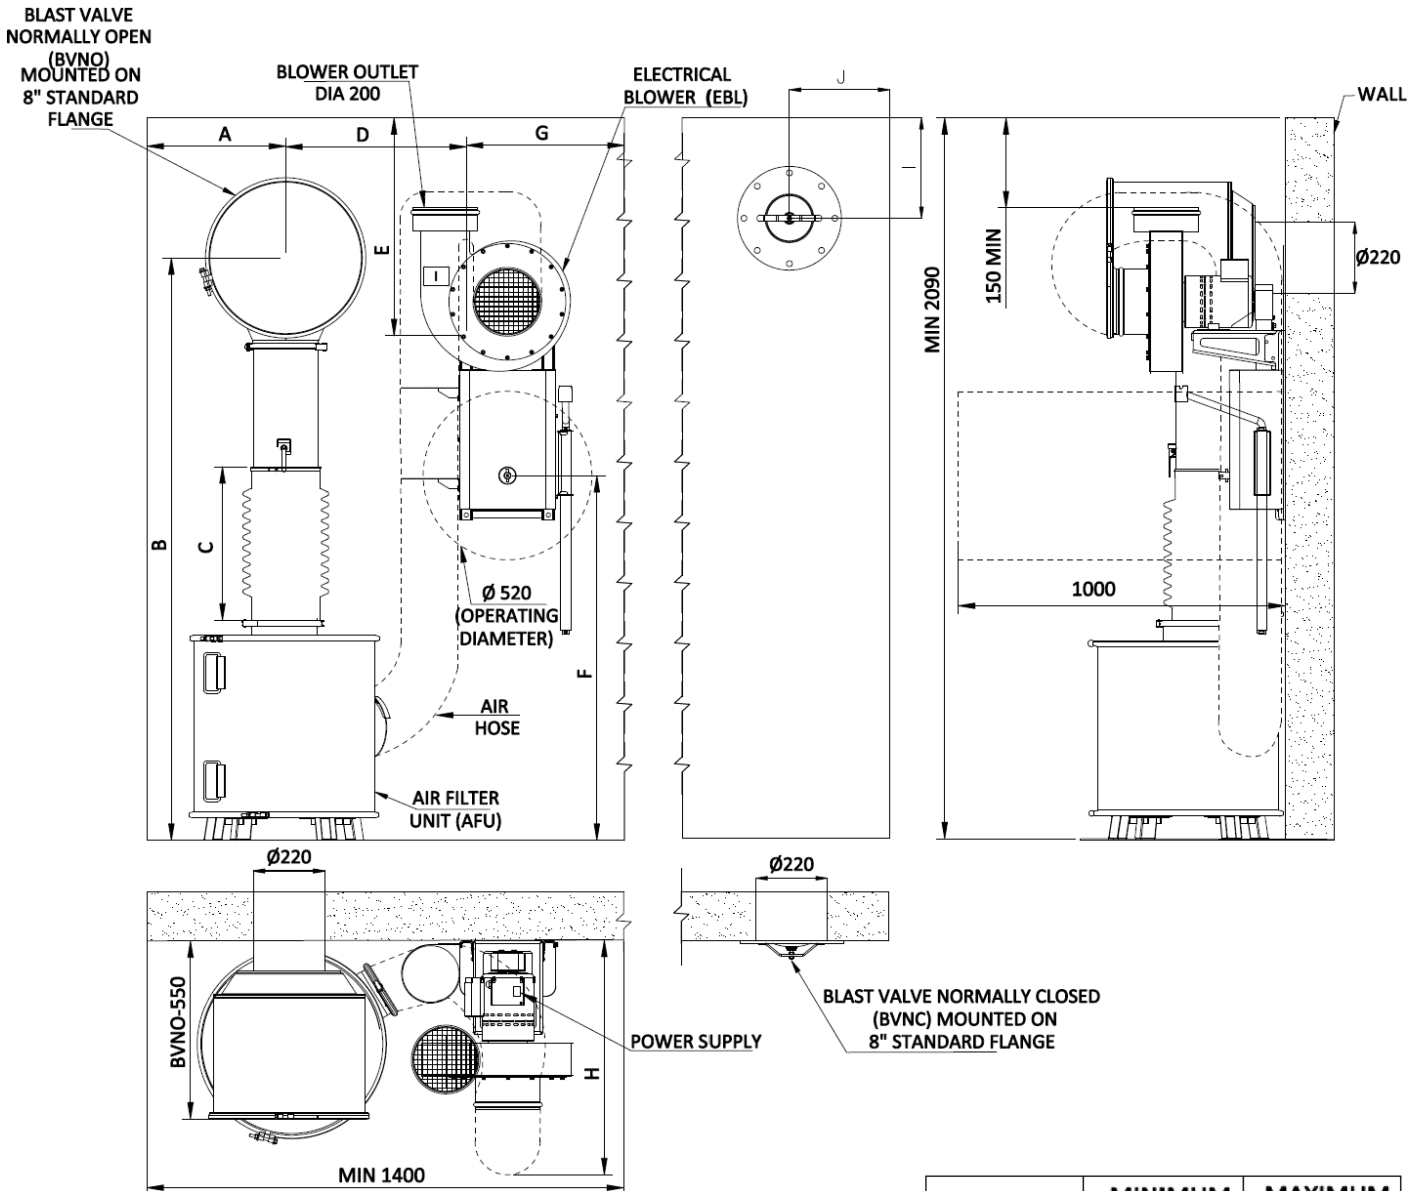 BLAST VALVE
NORMALLY OPEN
(BVNO)
MOUNTED ON
8" STANDARD
FLANGE
BLOWER OUTLET
DIA 200
ELECTRICAL
BLOWER (EBL)
J
WALL
A
D
G
E
I
I
150 MIN
MIN 2090
Ø220
B
C
Ø 520
(OPERATING
DIAMETER)
F
1000
AIR
HOSE
AIR FILTER
UNIT (AFU)
Ø220
Ø220
BVNO-550
H
POWER SUPPLY
BLAST VALVE NORMALLY CLOSED
(BVNC) MOUNTED ON
8" STANDARD FLANGE
MIN 1400
MINIMUM
MAXIMUM